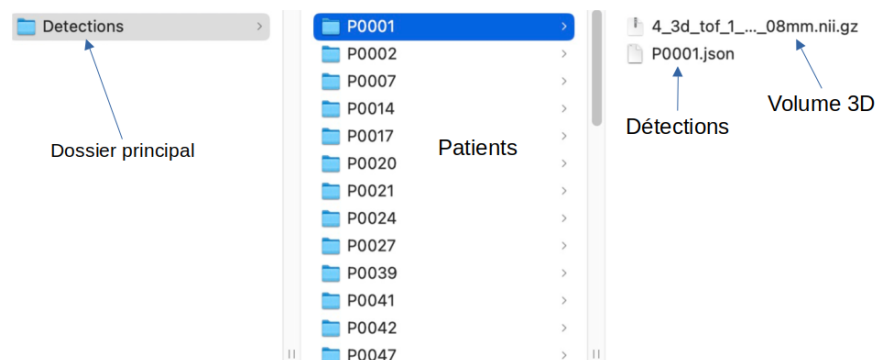 Detections
Dossier principal
P0001
P0002
P0007
P0014
P0017
P0020
P0021
P0024
P0027
P0039
P0041
P0042
P0047
Patients
4_3d_tof_1_..._08mm.nii.gz
P0001.json
Volume 3D
Détections